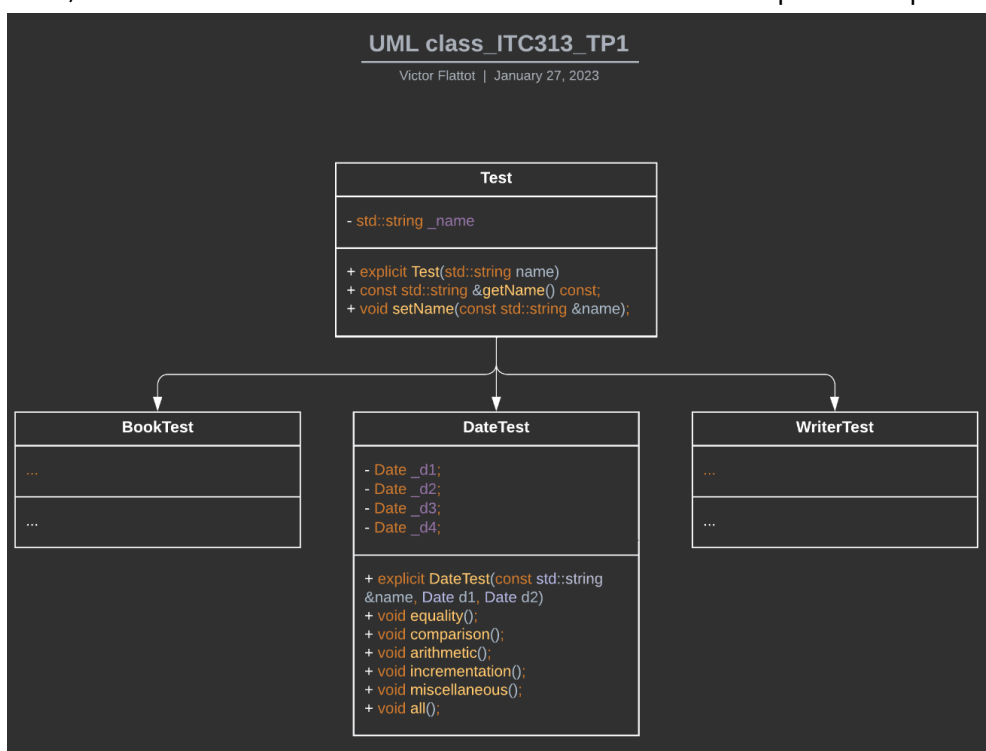 UML class_ITC313_TP1
Victor Flattot | January 27, 2023
Test
- std::string _name
+ explicit Test(std::string name)
+ const std::string &getName() const;
+ void setName(const std::string &name);
BookTest
...
...
DateTest
- Date _d1;
- Date _d2;
- Date _d3;
- Date _d4;
+ explicit DateTest(const std::string
&name, Date d1, Date d2)
+ void equality();
+ void comparison();
+ void arithmetic();
+ void incrementation();
+ void miscellaneous();
+ void all();
WriterTest
...
...